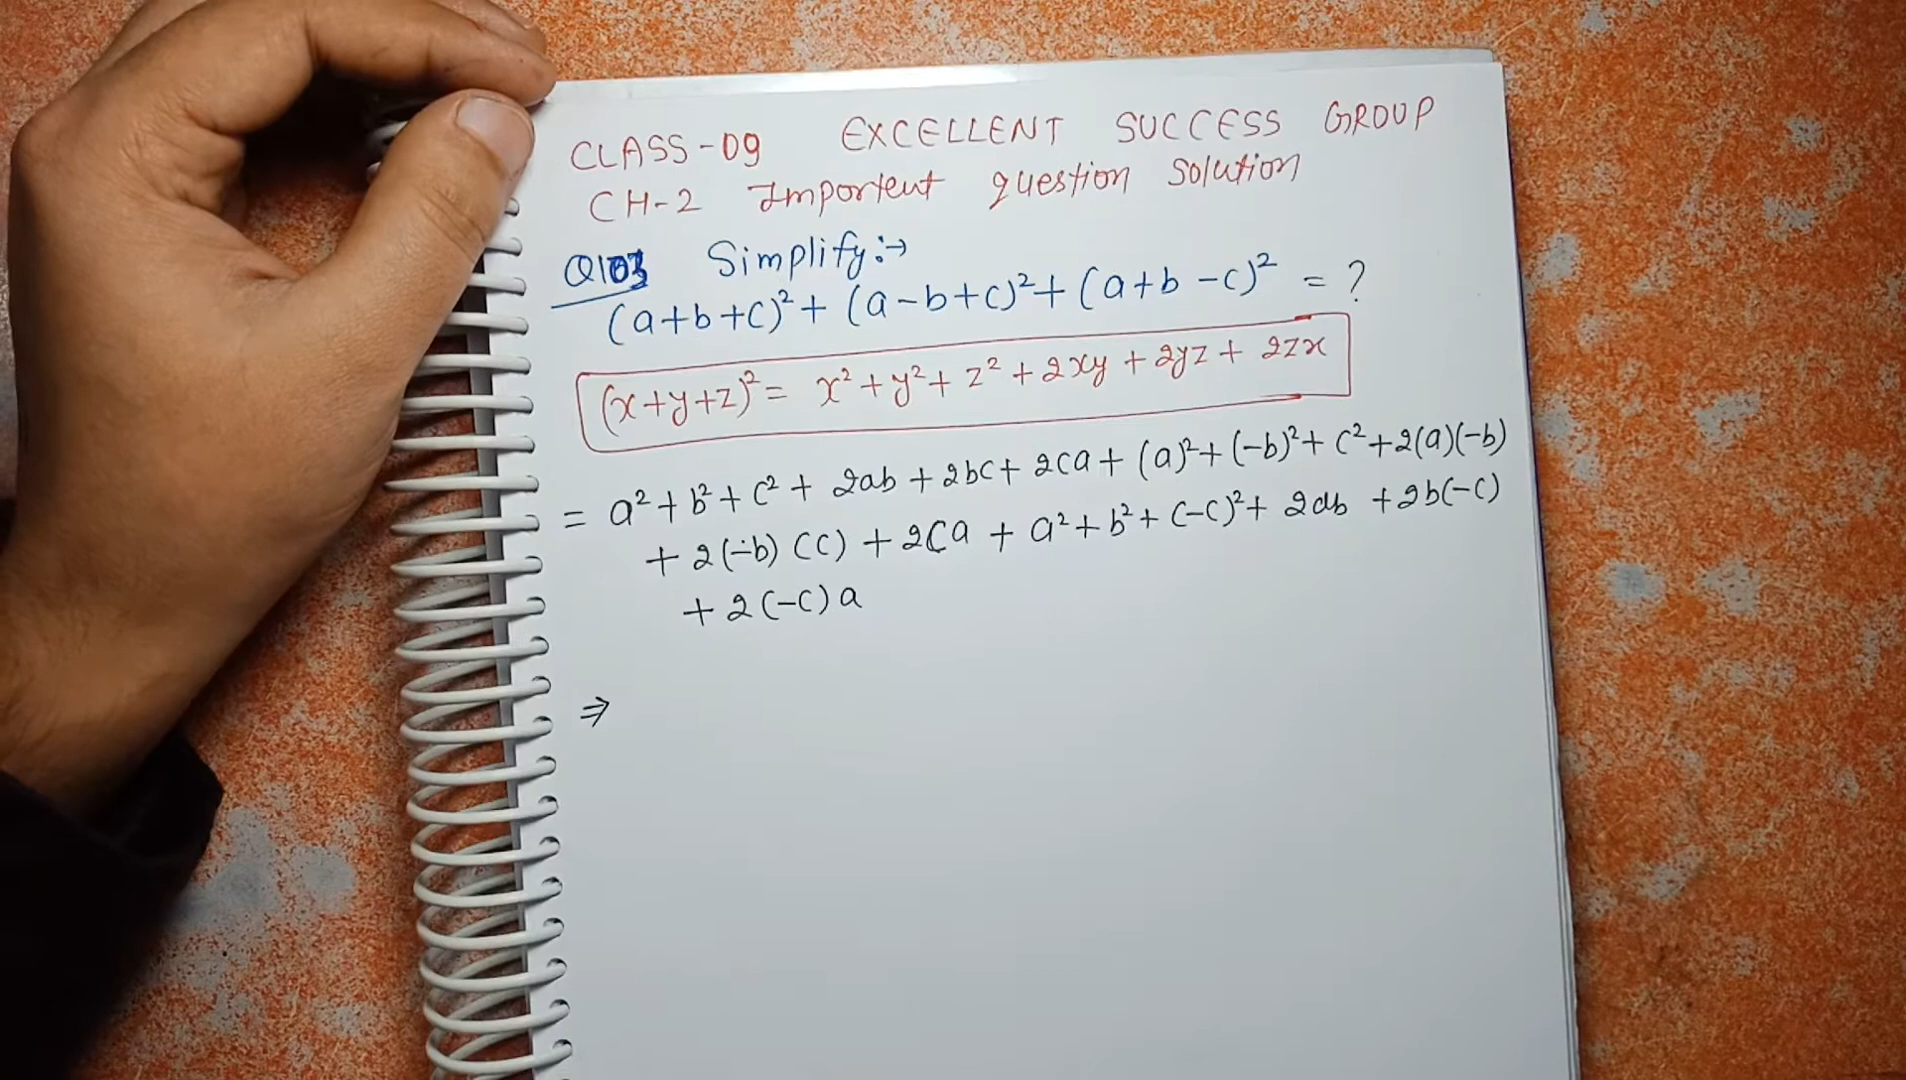 CLASS-09 EXCELLENT SUCCESS GROUP
CH-2 Importent question Solution
Q103 Simplify:→
(a+b+c)²+ (a-b+c)²+ (a+b-c)² = ?
(x+y+z)² = x²+y²+z²+2xy+2yz+2zx
= a²+b²+c²+2ab+2bc+2ca+(a)²+(-b)²+c²+2(a)(-b)
+2(-b)(c)+2ca+a²+b²+(-c)²+2ab+2b(-c)
+2(-c)a
⇒